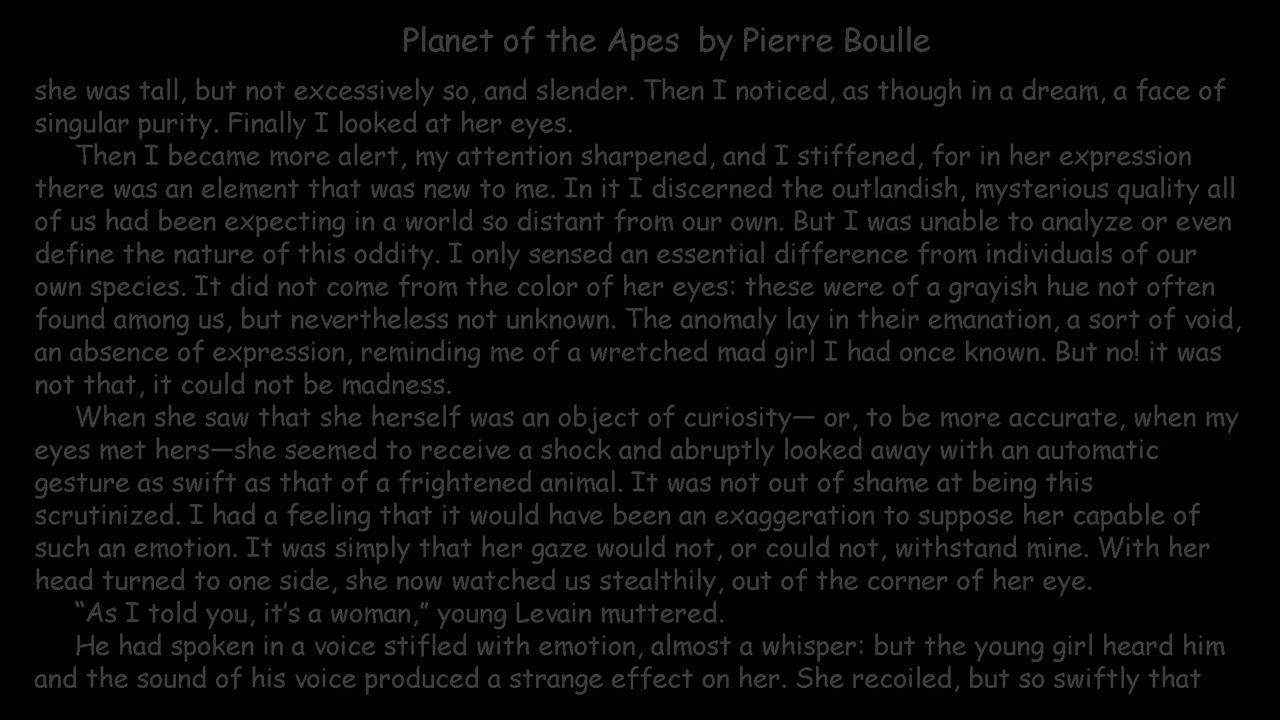 Planet of the Apes  by Pierre Boulle
she was tall, but not excessively so, and slender. Then I noticed, as though in a dream, a face of
singular purity. Finally I looked at her eyes.
Then I became more alert, my attention sharpened, and I stiffened, for in her expression
there was an element that was new to me. In it I discerned the outlandish, mysterious quality all
of us had been expecting in a world so distant from our own. But I was unable to analyze or even
define the nature of this oddity. I only sensed an essential difference from individuals of our
own species. It did not come from the color of her eyes: these were of a grayish hue not often
found among us, but nevertheless not unknown. The anomaly lay in their emanation, a sort of void,
an absence of expression, reminding me of a wretched mad girl I had once known. But no! it was
not that, it could not be madness.
When she saw that she herself was an object of curiosity— or, to be more accurate, when my
eyes met hers—she seemed to receive a shock and abruptly looked away with an automatic
gesture as swift as that of a frightened animal. It was not out of shame at being this
scrutinized. I had a feeling that it would have been an exaggeration to suppose her capable of
such an emotion. It was simply that her gaze would not, or could not, withstand mine. With her
head turned to one side, she now watched us stealthily, out of the corner of her eye.
“As I told you, it’s a woman,” young Levain muttered.
He had spoken in a voice stifled with emotion, almost a whisper: but the young girl heard him
and the sound of his voice produced a strange effect on her. She recoiled, but so swiftly that